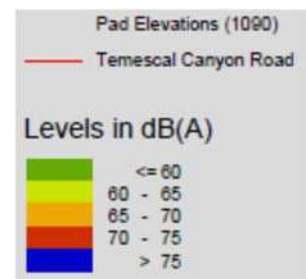 Pad Elevations (1090)
Temescal Canyon Road
Levels in dB(A)
<= 60
60 - 65
65 - 70
70 - 75
> 75